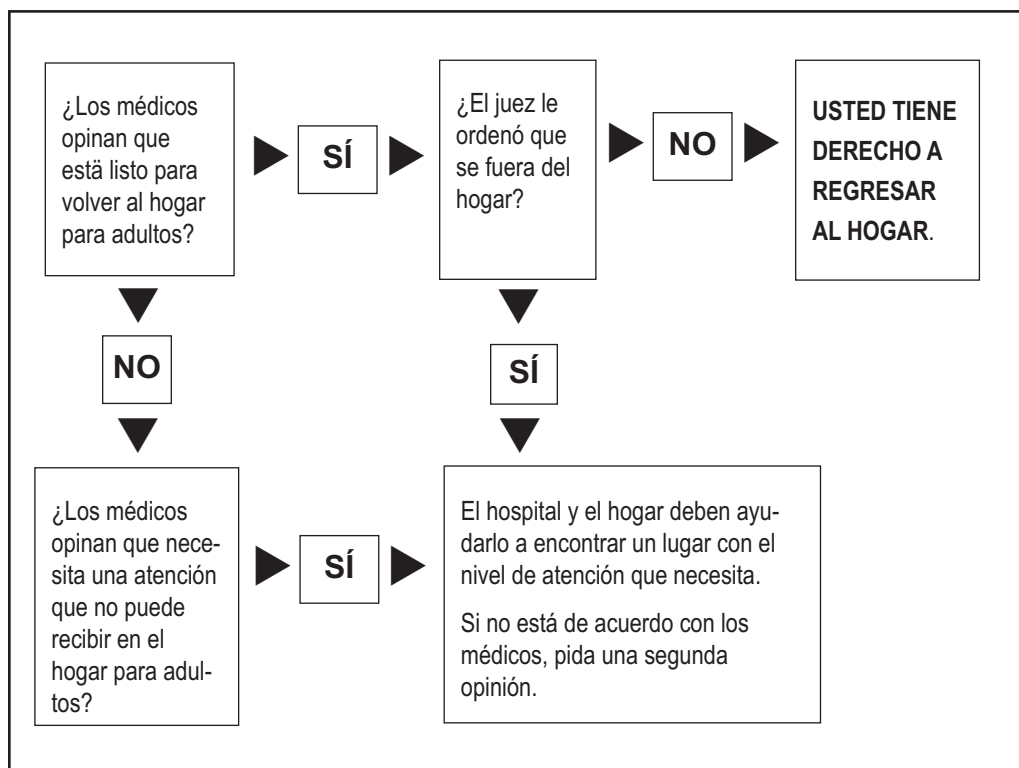 ¿Los médicos
opinan que
està listo para
volver al hogar
para adultos?
SÍ
¿El juez le
ordenó que
se fuera del
hogar?
NO
USTED TIENE
DERECHO A
REGRESAR
AL HOGAR.
NO
SÍ
¿Los médicos
opinan que nece-
sita una atención
que no puede
recibir en el
hogar para adul-
tos?
SÍ
El hospital y el hogar deben ayu-
darlo a encontrar un lugar con el
nivel de atención que necesita.
Si no está de acuerdo con los
médicos, pida una segunda
opinión.